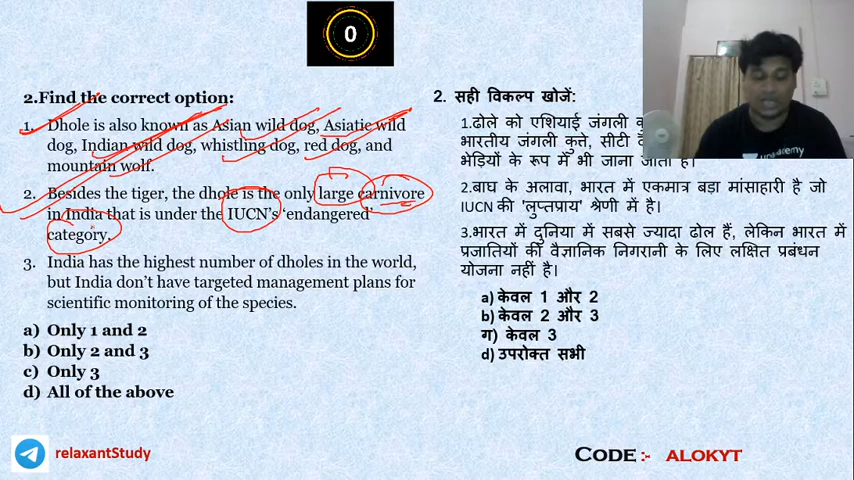 0
2.Find the correct option:
1. Dhole is also known as Asian wild dog, Asiatic wild
dog, Indian wild dog, whistling dog, red dog, and
mountain wolf.
2. Besides the tiger, the dhole is the only large carnivore
in India that is under the IUCN's 'endangered'
category.
3. India has the highest number of dholes in the world,
but India don't have targeted management plans for
scientific monitoring of the species.
a) Only 1 and 2
b) Only 2 and 3
c) Only 3
d) All of the above
2. सही विकल्प खोजें:
1.ढोले को एशियाई जंगली
भारतीय जंगली कुत्ते, सीटी
भेड़ियों के रूप में भी जाना जाता है।
2.बाघ के अलावा, भारत में एकमात्र बड़ा मांसाहारी है जो
IUCN की 'लुप्तप्राय' श्रेणी में है।
3.भारत में दुनिया में सबसे ज्यादा ढोल हैं, लेकिन भारत में
प्रजातियों की वैज्ञानिक निगरानी के लिए लक्षित प्रबंधन
योजना नहीं है।
a) केवल 1 और 2
b) केवल 2 और 3
ग) केवल 3
d) उपरोक्त सभी
relaxantStudy
CODE :- ALOKYT